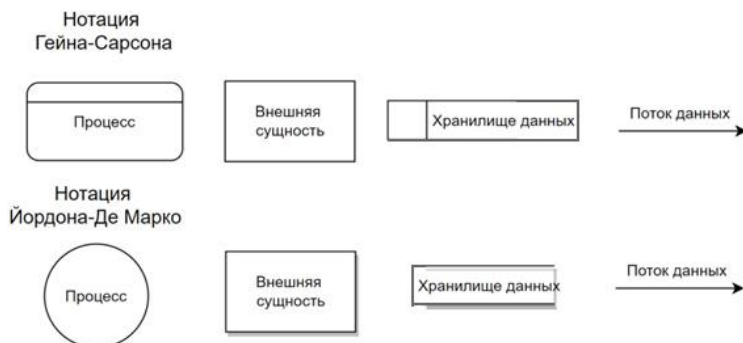 Нотация
Гейна-Сарсона
Процесс
Внешняя
сущность
Хранилище данных
Поток данных
Нотация
Йордона-Де Марко
Процесс
Внешняя
сущность
Хранилище данных
Поток данных